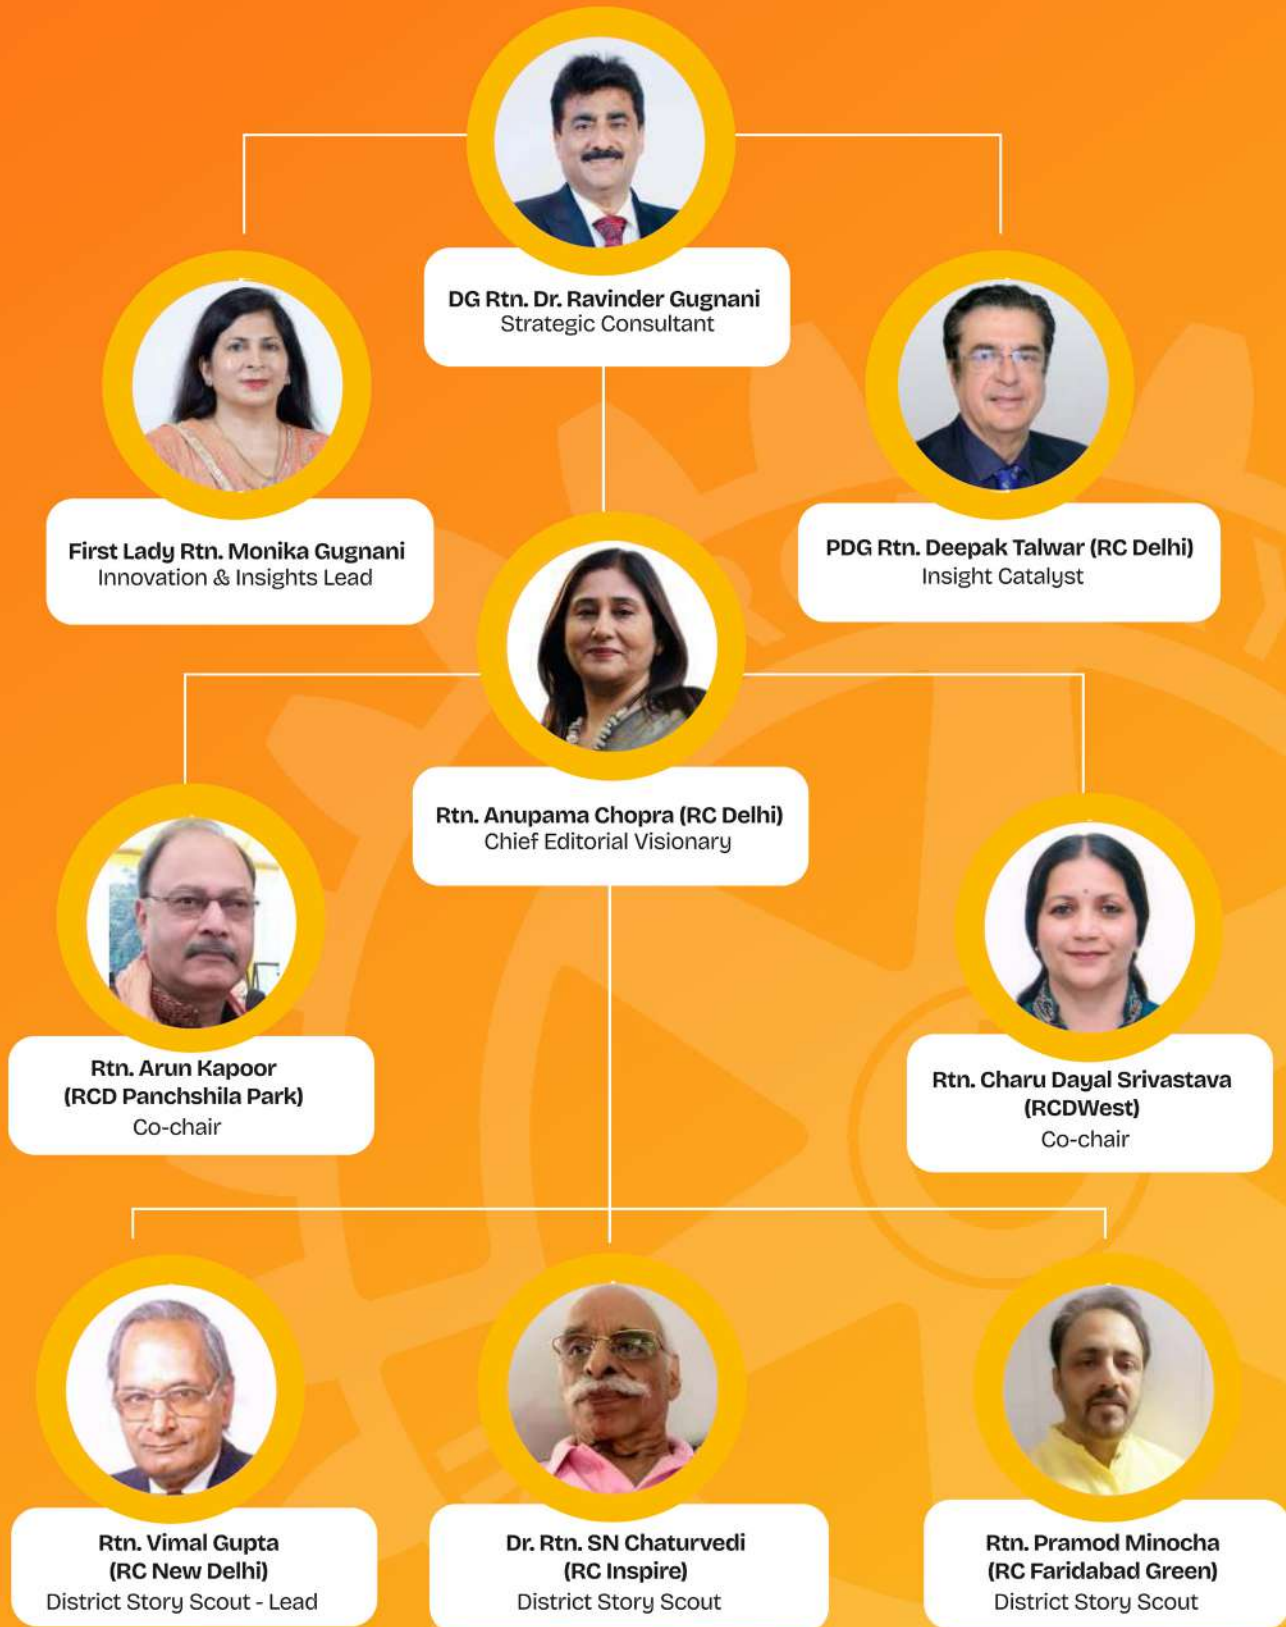 DG Rtn. Dr. Ravinder Gugnani
Strategic Consultant
First Lady Rtn. Monika Gugnani
Innovation & Insights Lead
PDG Rtn. Deepak Talwar (RC Delhi)
Insight Catalyst
Rtn. Anupama Chopra (RC Delhi)
Chief Editorial Visionary
Rtn. Arun Kapoor
(RCD Panchshila Park)
Co-chair
Rtn. Charu Dayal Srivastava
(RCDWest)
Co-chair
Rtn. Vimal Gupta
(RC New Delhi)
District Story Scout - Lead
Dr. Rtn. SN Chaturvedi
(RC Inspire)
District Story Scout
Rtn. Pramod Minocha
(RC Faridabad Green)
District Story Scout